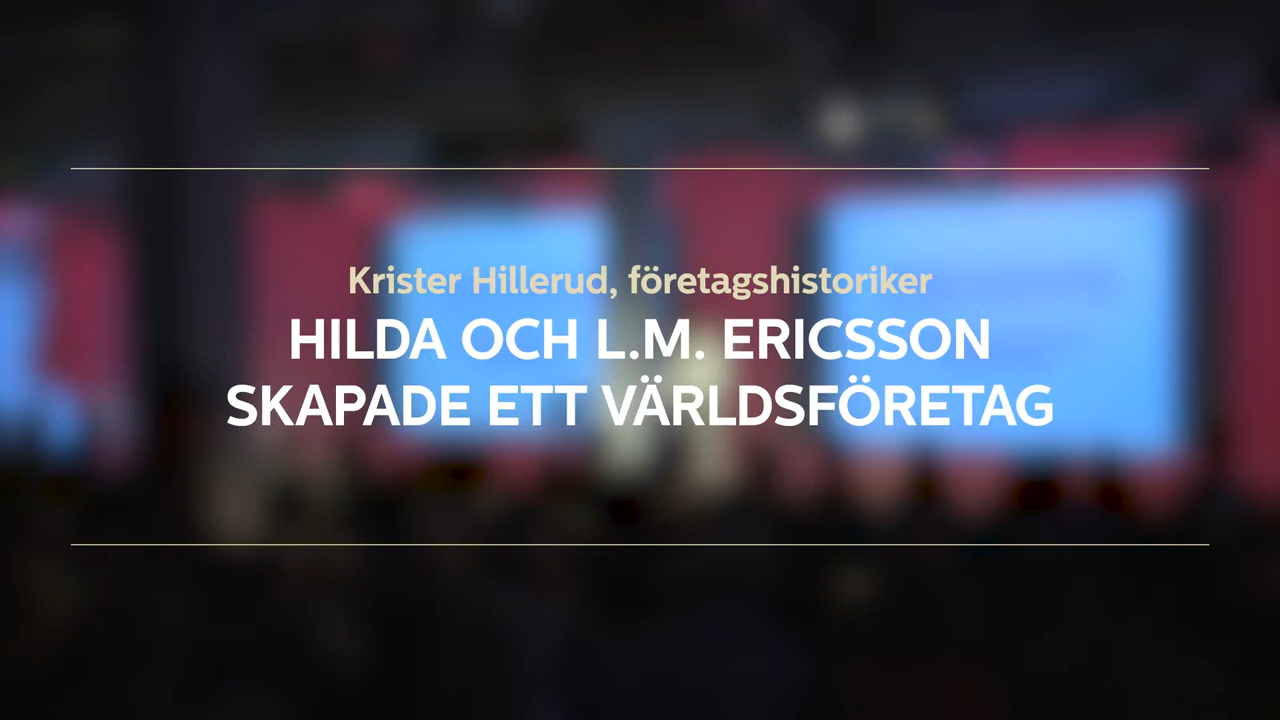 Krister Hillerud, företagshistoriker
HILDA OCH L.M. ERICSSON
SKAPADE ETT VÄRLDSFÖRETAG